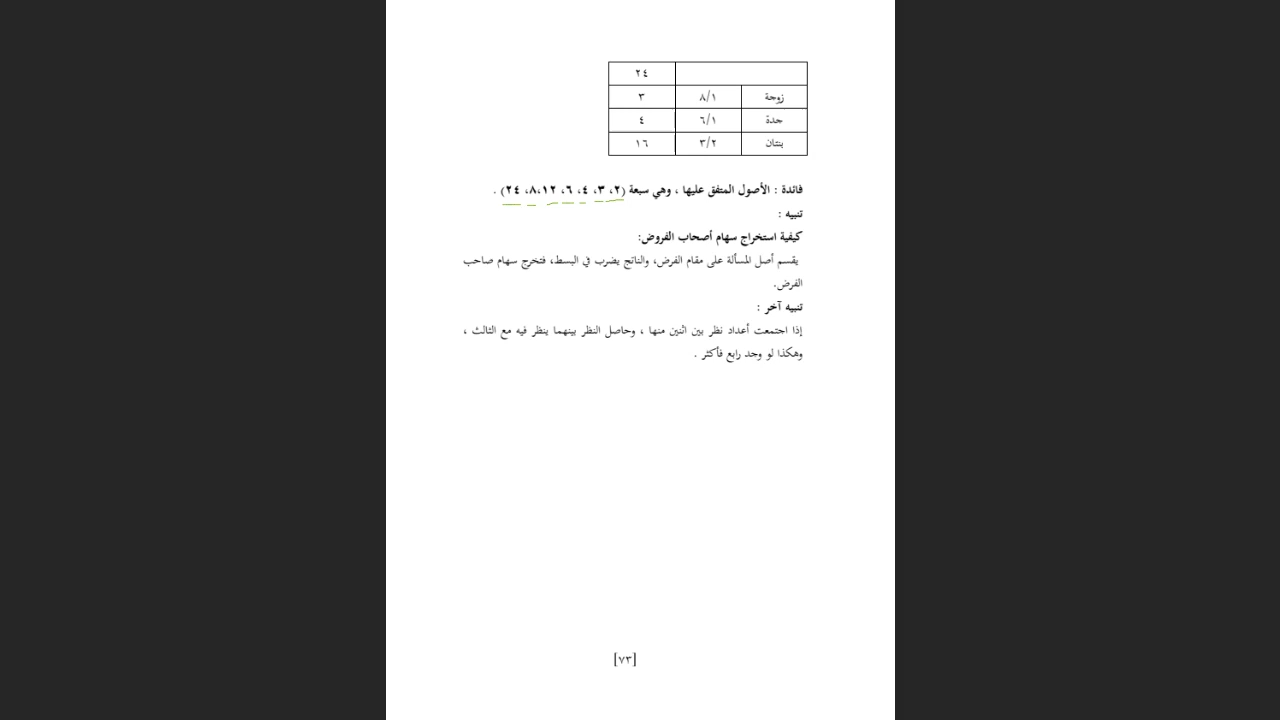 ٢٤
زوجة ٨/١ ٣
جدة ٦/١ ٤
بنتان ٣/٢ ١٦
فائدة : الأصول المتفق عليها ، وهي سبعة (٢، ٣، ٤، ٦، ٨،١٢، ٢٤) .
تنبيه :
كيفية استخراج سهام أصحاب الفروض:
يقسم أصل المسألة على مقام الفرض، والناتج يضرب في البسط، فتخرج سهام صاحب
الفرض.
تنبيه آخر :
إذا اجتمعت أعداد نظر بين اثنين منها ، وحاصل النظر بينهما ينظر فيه مع الثالث ،
وهكذا لو وجد رابع فأكثر .
[٧٣]